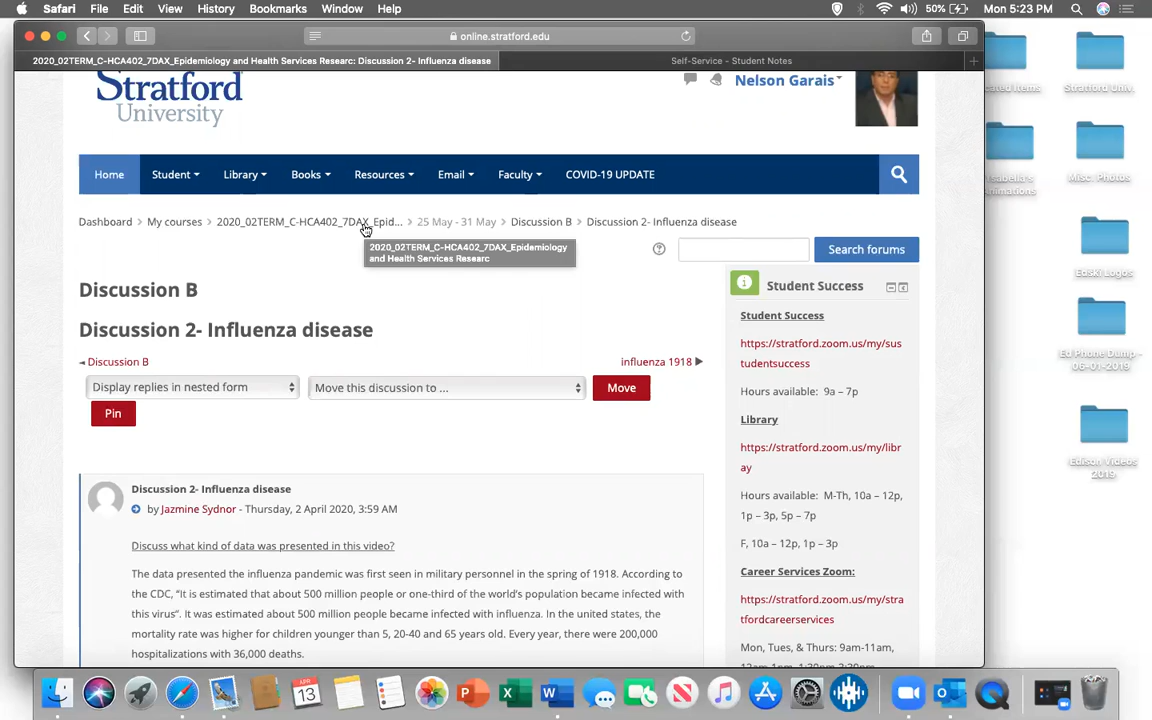 Safari File Edit View History Bookmarks Window Help 50% Mon 5:23 PM
online.stratford.edu
2020_02TERM_C-HCA402_7DAX_Epidemiology and Health Services Researc: Discussion 2- Influenza disease Self-Service - Student Notes
Stratford
University
Nelson Garais
Home Student Library Books Resources Email Faculty COVID-19 UPDATE
Dashboard My courses 2020_02TERM_C-HCA402_7DAX_Epid... 25 May - 31 May Discussion B Discussion 2- Influenza disease
2020_02TERM_C-HCA402_7DAX_Epidemiology
and Health Services Researc
Search forums
Discussion B
Discussion 2- Influenza disease
Discussion B influenza 1918
Display replies in nested form Move this discussion to ... Move
Pin
Discussion 2- Influenza disease
by Jazmine Sydnor - Thursday, 2 April 2020, 3:59 AM
Discuss what kind of data was presented in this video?
The data presented the influenza pandemic was first seen in military personnel in the spring of 1918. According to
the CDC, "It is estimated that about 500 million people or one-third of the world's population became infected with
this virus". It was estimated about 500 million people became infected with influenza. In the united states, the
mortality rate was higher for children younger than 5, 20-40 and 65 years old. Every year, there were 200,000
hospitalizations with 36,000 deaths.
Student Success
Student Success
https://stratford.zoom.us/my/sus
tudentsuccess
Hours available: 9a – 7p
Library
https://stratford.zoom.us/my/libr
ay
Hours available: M-Th, 10a – 12p,
1p – 3p, 5p – 7p
F, 10a – 12p, 1p – 3p
Career Services Zoom:
https://stratford.zoom.us/my/stra
tfordcareerservices
Mon, Tues, & Thurs: 9am-11am,
cated Items
Stratford Univ.
Isabella's
Animations
Misc. Photos
Edski Logos
Ed Phone Dump -
06-01-2019
Edison Videos
2019
APR
13